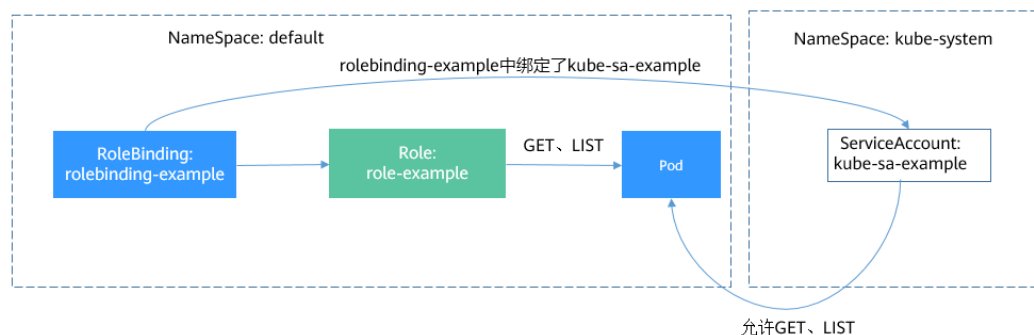 NameSpace: default
NameSpace: kube-system
rolebinding-example中绑定了kube-sa-example
RoleBinding:
rolebinding-example
Role:
role-example
GET、LIST
Pod
ServiceAccount:
kube-sa-example
允许GET、LIST